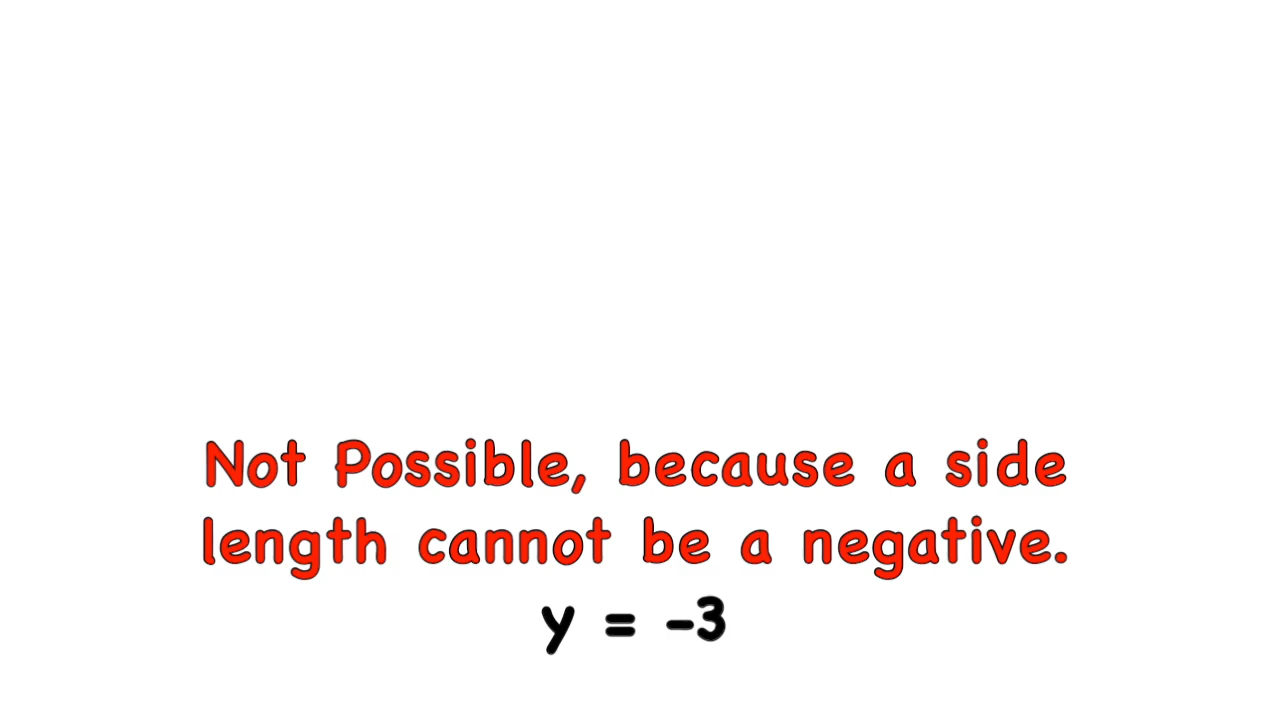 Not Possible, because a side
length cannot be a negative.
y = -3